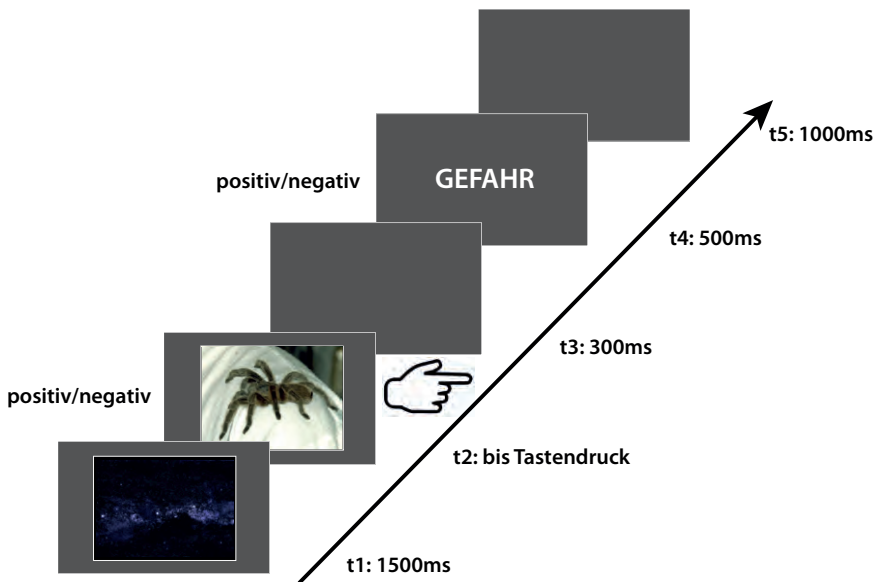 t5: 1000ms
positiv/negativ
GEFAHR
t4: 500ms
t3: 300ms
positiv/negativ
t2: bis Tastendruck
t1: 1500ms